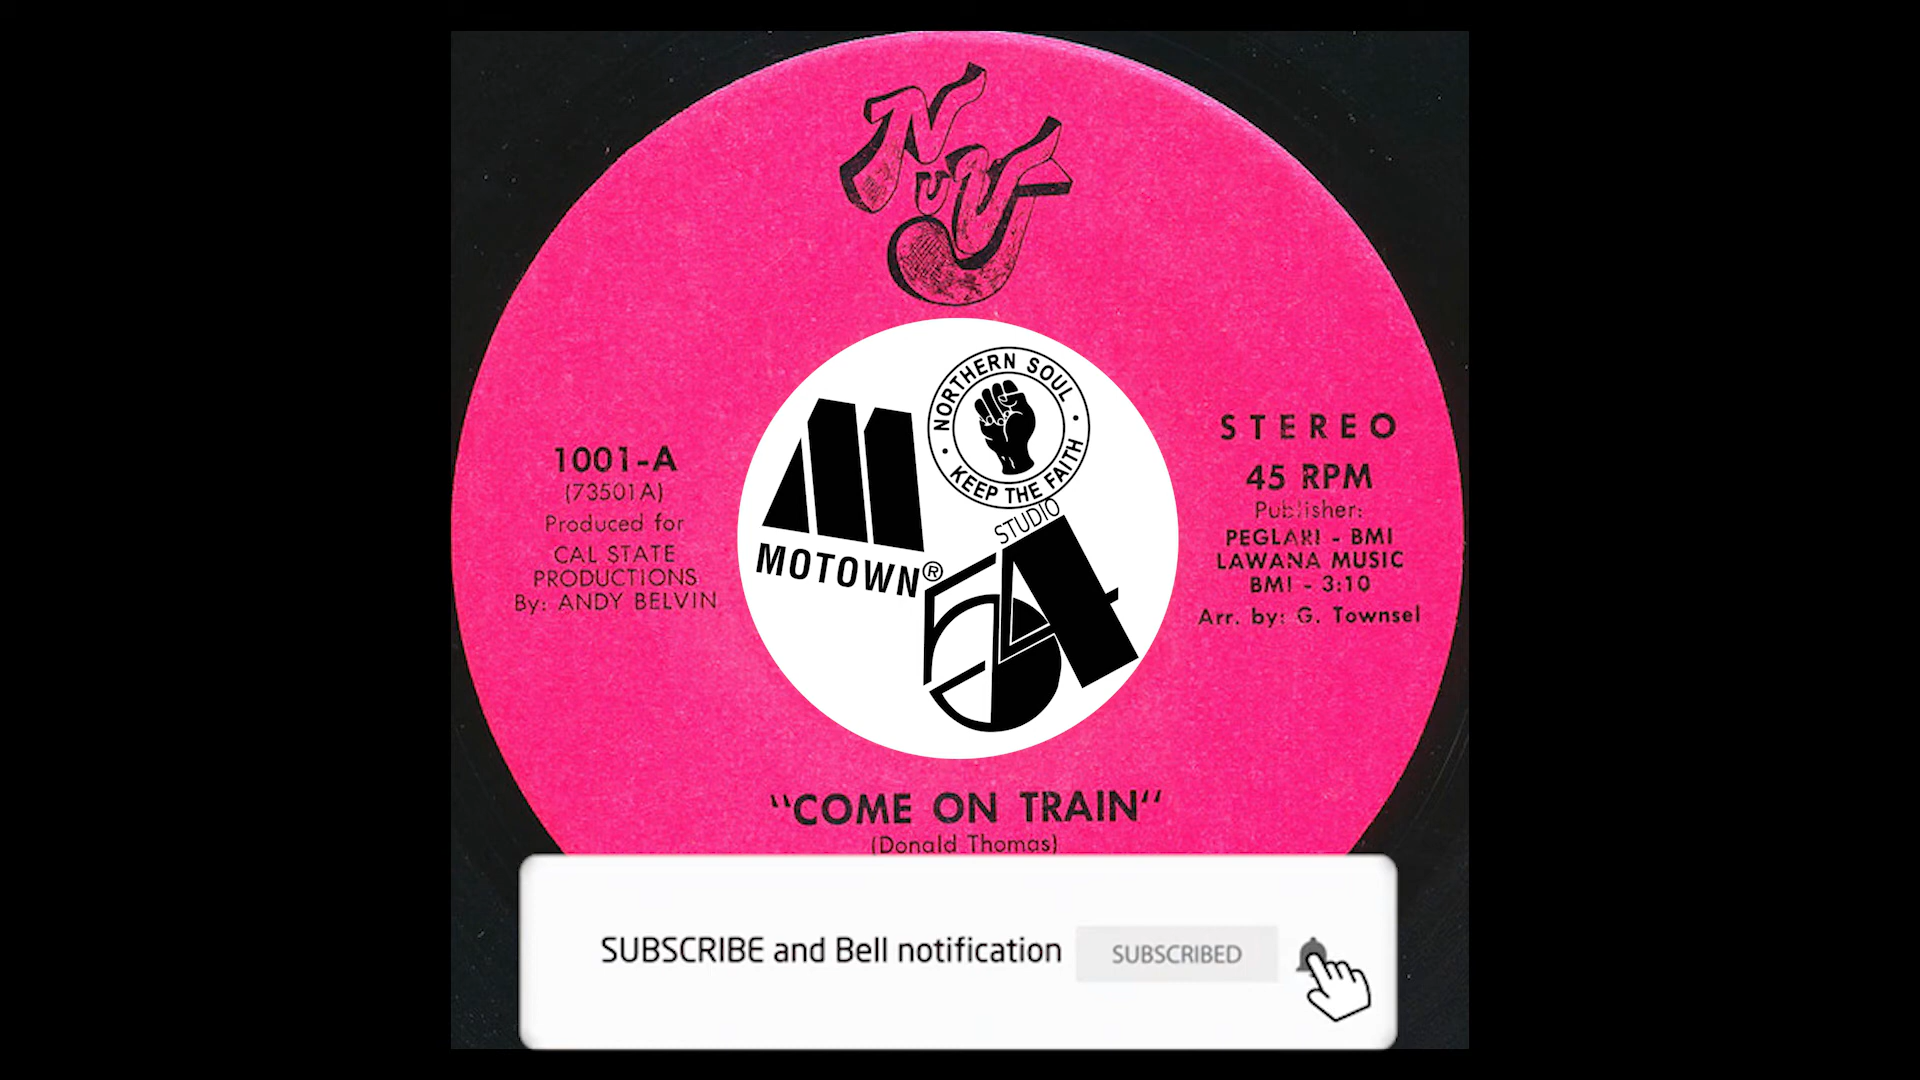 NuVJ
NORTHERN SOUL
KEEP THE FAITH
MOTOWN®
STUDIO
54
1001-A
(73501A)
Produced for
CAL STATE
PRODUCTIONS
By: ANDY BELVIN
STEREO
45 RPM
Publisher:
PEGLARI - BMI
LAWANA MUSIC
BMI - 3:10
Arr. by: G. Townsel
"COME ON TRAIN"
(Donald Thomas)
SUBSCRIBE and Bell notification
SUBSCRIBED